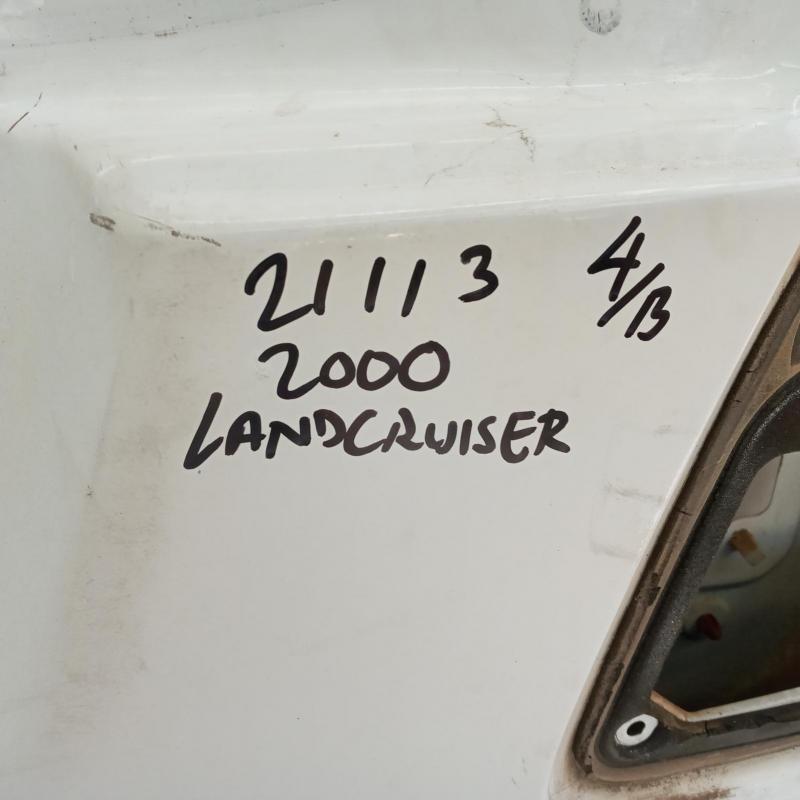 21113 4/B
2000
LANDCRUISER